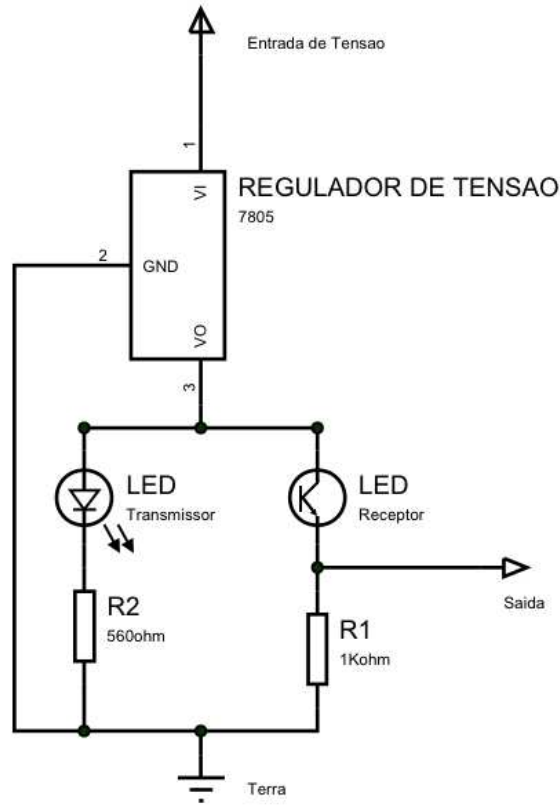 Entrada de Tensao
1
VI
REGULADOR DE TENSAO
7805
2
GND
VO
3
LED
Transmissor
LED
Receptor
Saida
R2
560ohm
R1
1Kohm
Terra